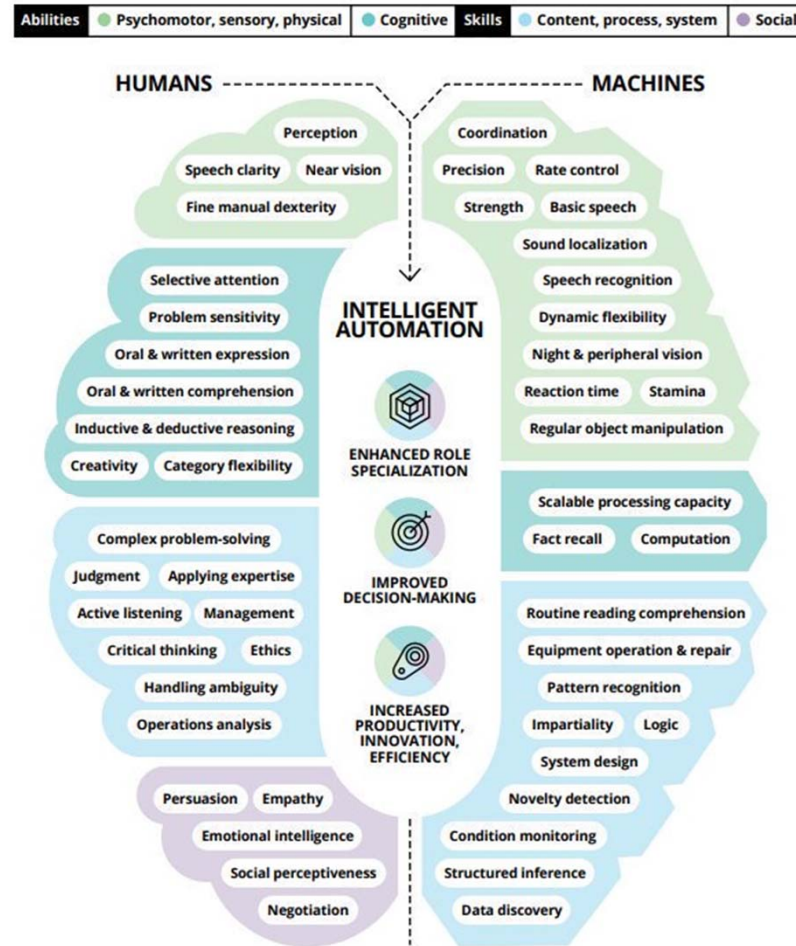 Abilities Psychomotor, sensory, physical Cognitive Skills Content, process, system Social
HUMANS
MACHINES
Perception
Speech clarity Near vision
Fine manual dexterity
Selective attention
Problem sensitivity
Oral & written expression
Oral & written comprehension
Inductive & deductive reasoning
Creativity Category flexibility
Complex problem-solving
Judgment Applying expertise
Active listening Management
Critical thinking Ethics
Handling ambiguity
Operations analysis
Persuasion Empathy
Emotional intelligence
Social perceptiveness
Negotiation
INTELLIGENT
AUTOMATION
ENHANCED ROLE
SPECIALIZATION
IMPROVED
DECISION-MAKING
INCREASED
PRODUCTIVITY,
INNOVATION,
EFFICIENCY
Coordination
Precision Rate control
Strength Basic speech
Sound localization
Speech recognition
Dynamic flexibility
Night & peripheral vision
Reaction time Stamina
Regular object manipulation
Scalable processing capacity
Fact recall Computation
Routine reading comprehension
Equipment operation & repair
Pattern recognition
Impartiality Logic
System design
Novelty detection
Condition monitoring
Structured inference
Data discovery